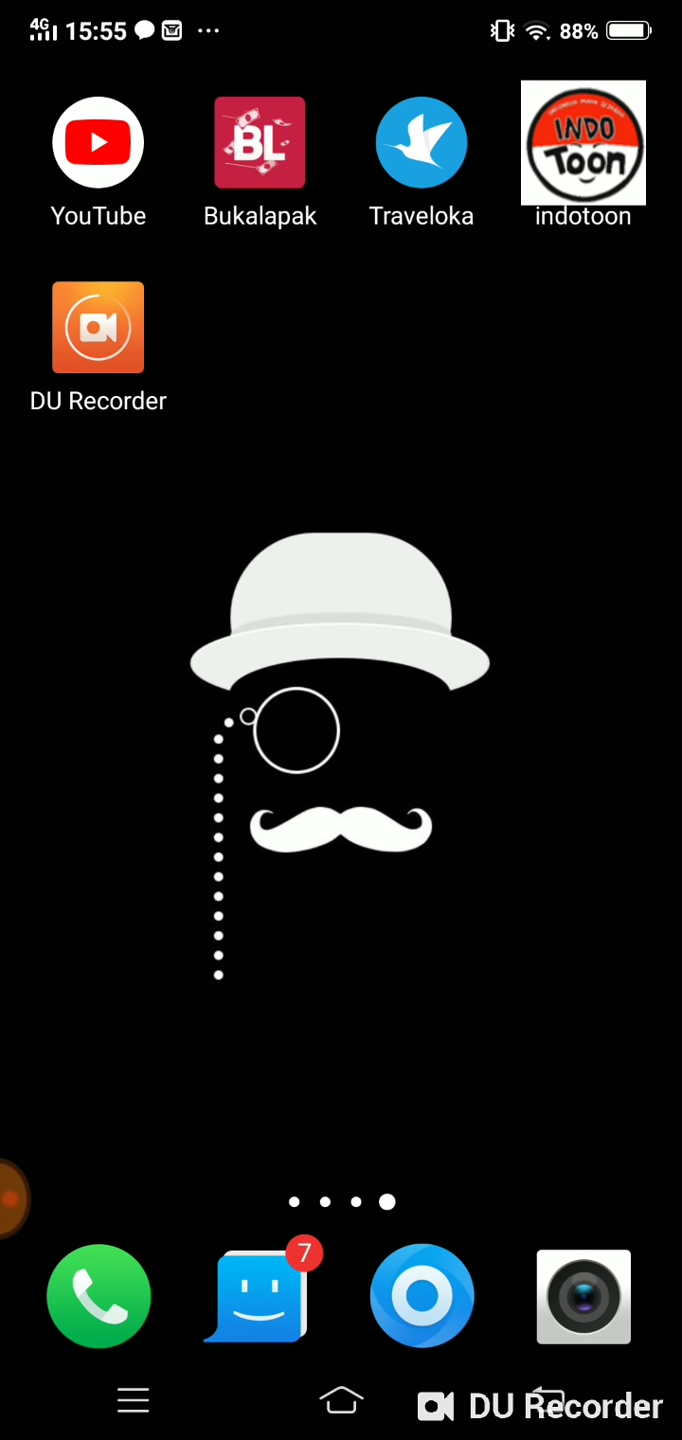 4G 15:55 88%
BL
INDO
Toon
YouTube Bukalapak Traveloka indotoon
DU Recorder
7
DU Recorder